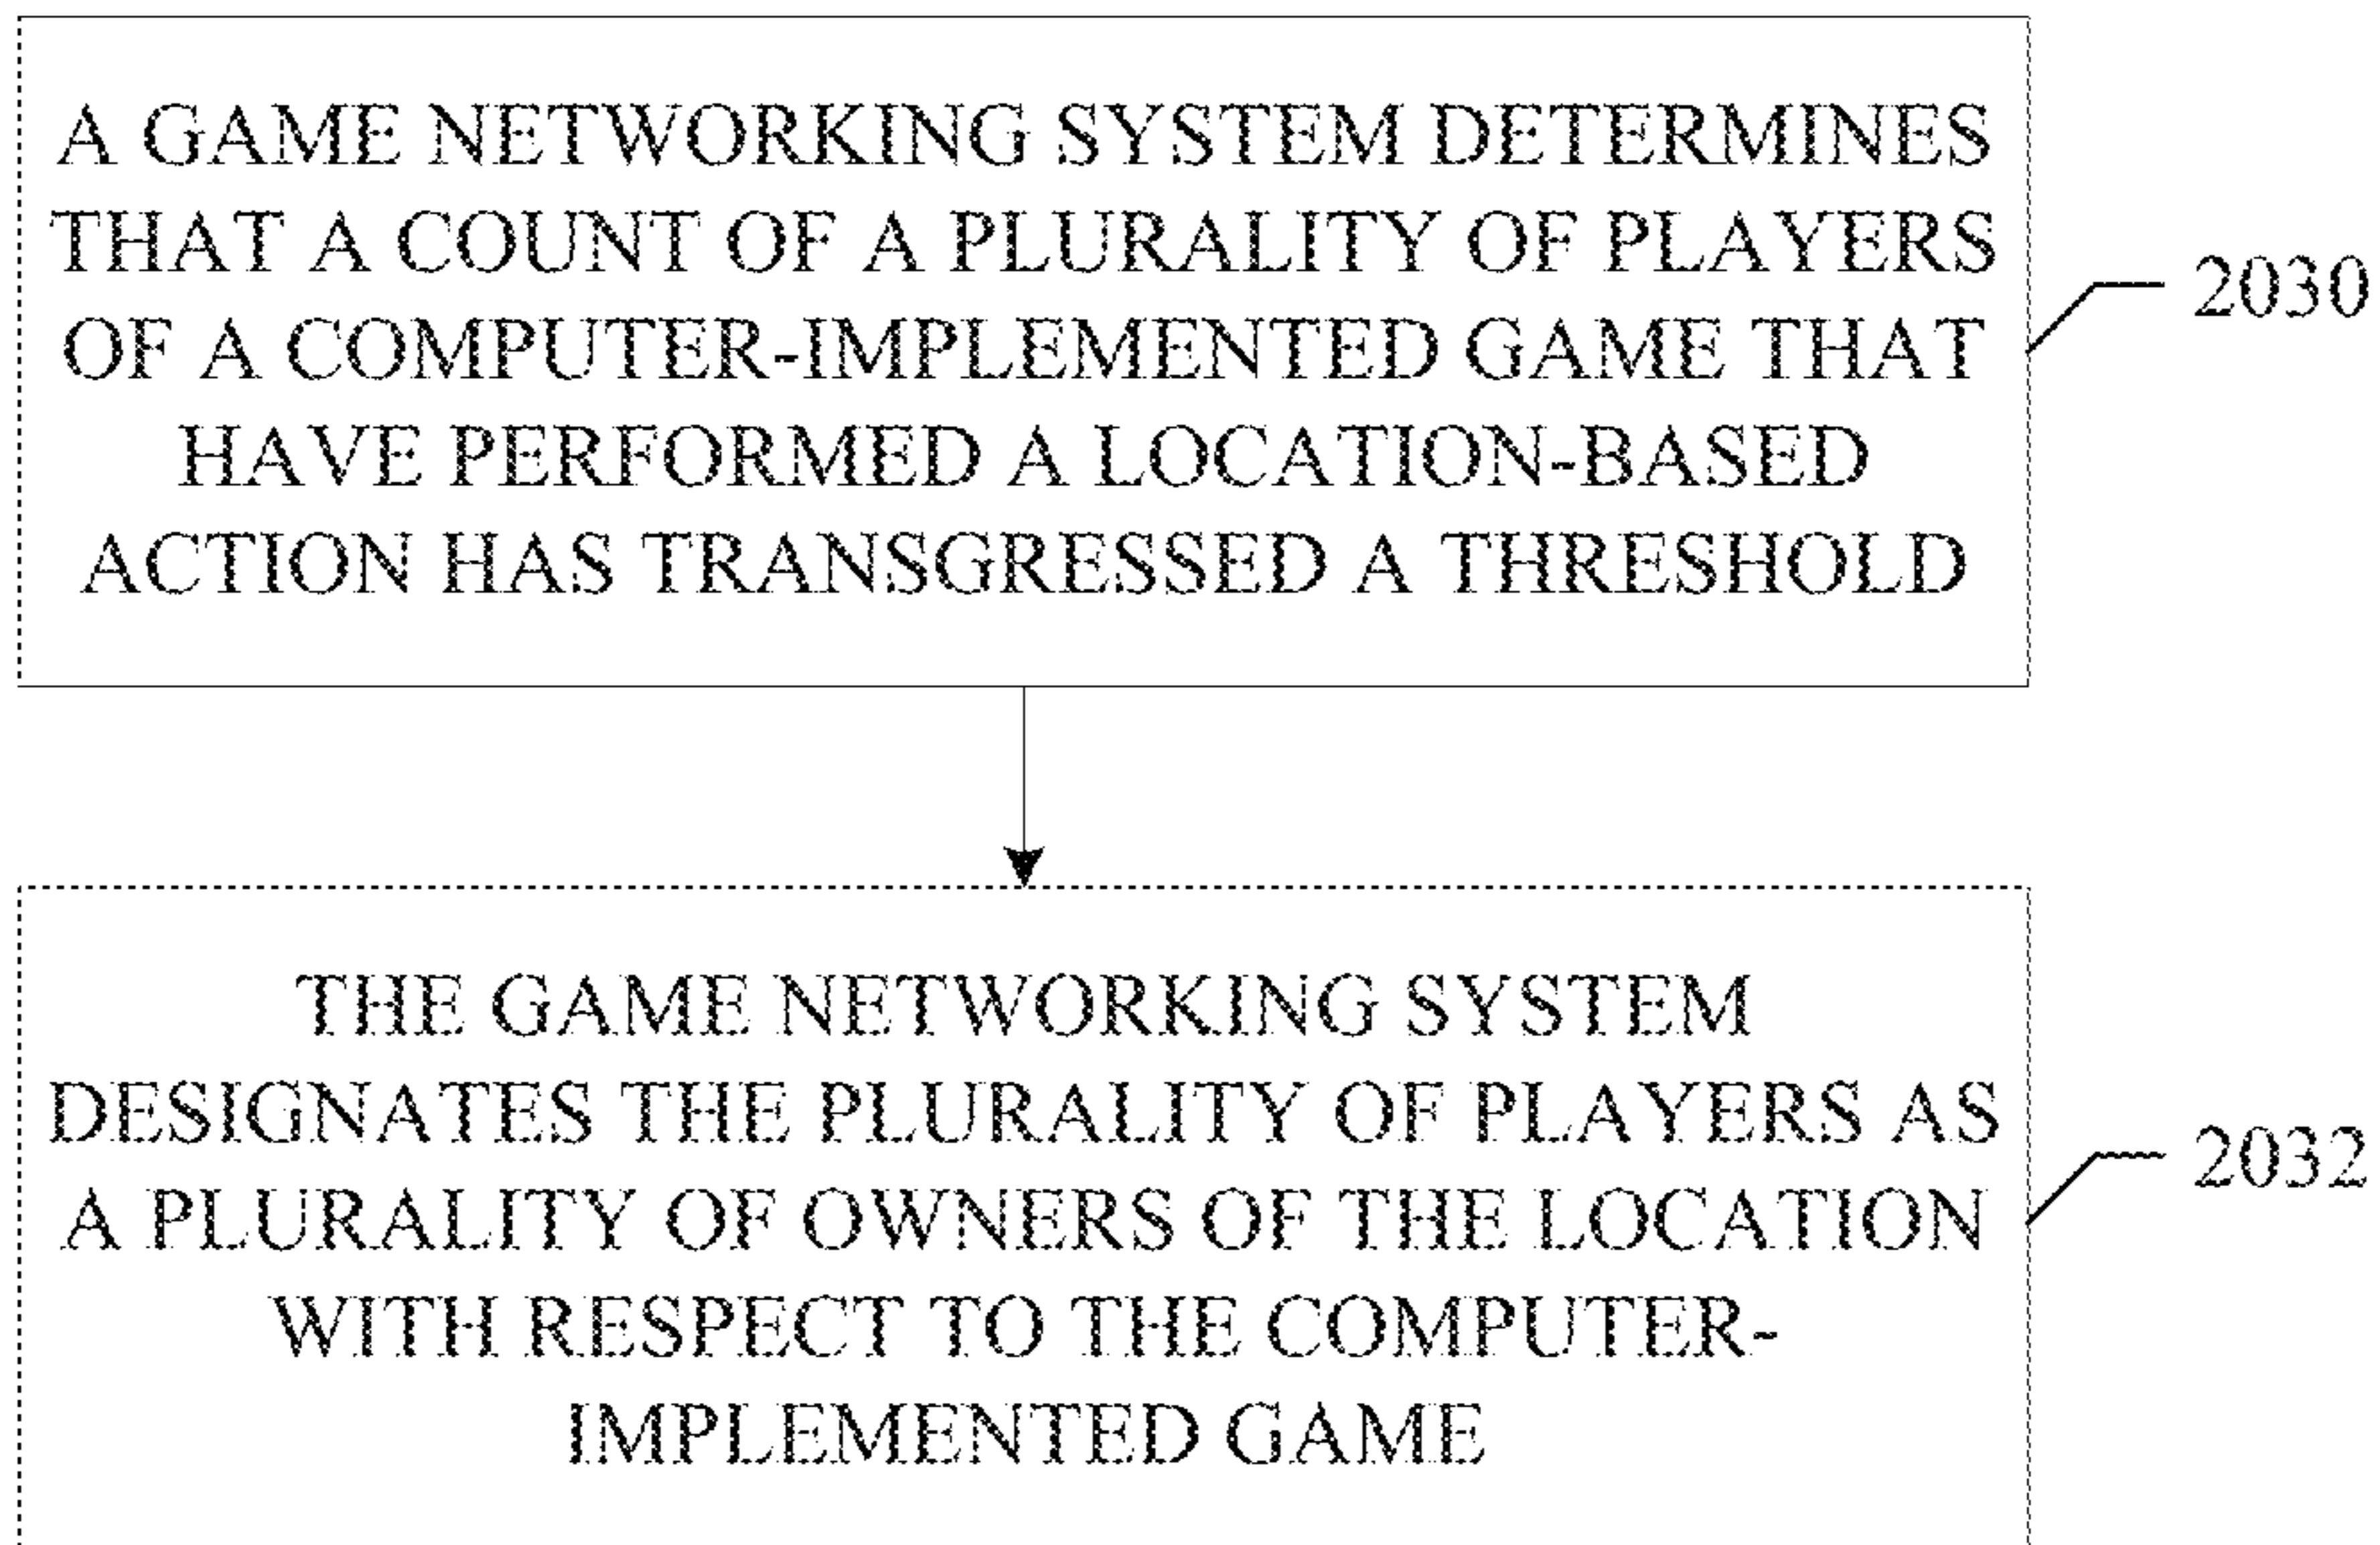 A GAME NETWORKING SYSTEM DETERMINES
THAT A COUNT OF A PLURALITY OF PLAYERS
OF A COMPUTER-IMPLEMENTED GAME THAT
HAVE PERFORMED A LOCATION-BASED
ACTION HAS TRANSGRESSED A THRESHOLD
2030
THE GAME NETWORKING SYSTEM
DESIGNATES THE PLURALITY OF PLAYERS AS
A PLURALITY OF OWNERS OF THE LOCATION
WITH RESPECT TO THE COMPUTER-
IMPLEMENTED GAME
2032